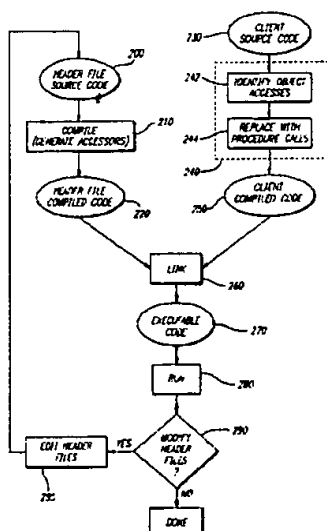 200
HEADER FILE
SOURCE CODE
210
COMPILE
(GENERATE ACCESSORS)
HEADER FILE
COMPILED CODE
220
230
CLIENT
SOURCE CODE
242
IDENTIFY OBJECT
ACCESSES
244
REPLACE WITH
PROCEDURE CALLS
240
CLIENT
COMPILED CODE
250
LINK
260
EXECUTABLE
CODE
270
RUN
280
290
MODIFY
HEADER
FILES
?
YES
EDIT HEADER
FILES
295
NO
DONE